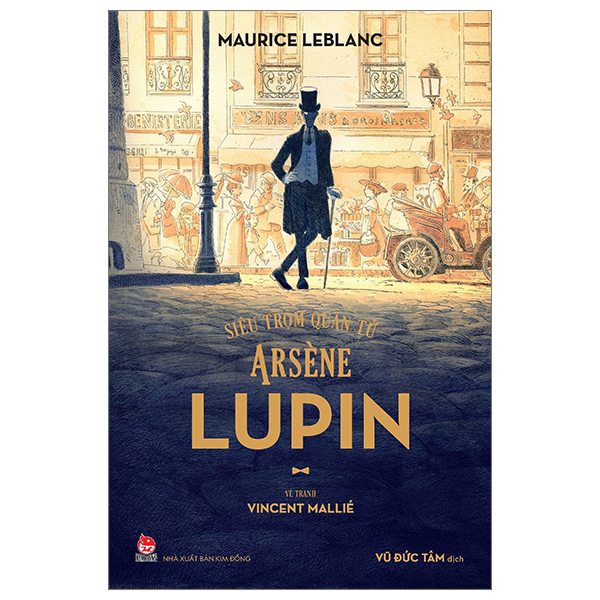 MAURICE LEBLANC
BENISTERIE
SIÊU TRỘM QUÂN TỬ
ARSÈNE
LUPIN
VẼ TRANH
VINCENT MALLIÉ
NHÀ XUẤT BẢN KIM ĐỒNG
VŨ ĐỨC TÂM dịch